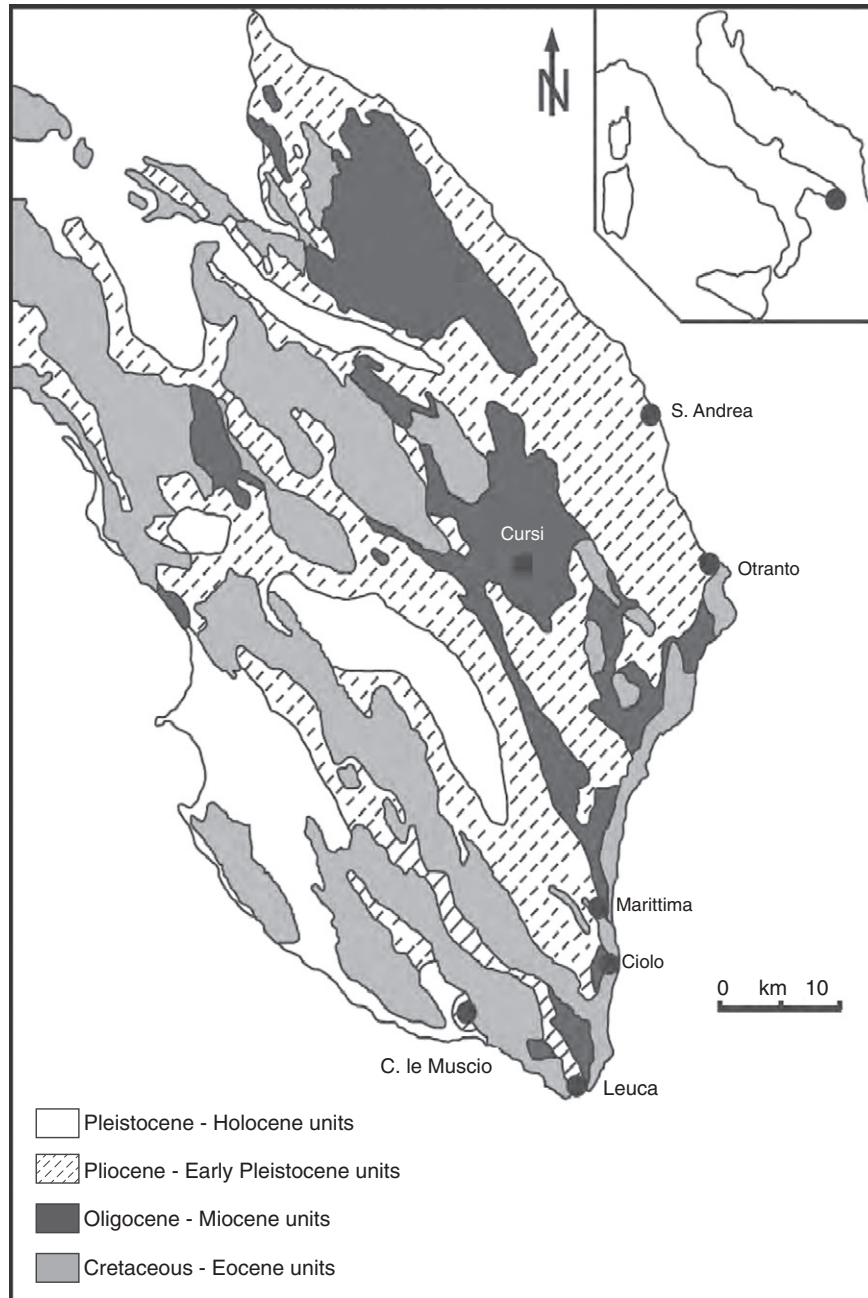 N
S. Andrea
Cursi
Otranto
Marittima
Ciolo
0 km 10
C. le Muscio
Leuca
Pleistocene - Holocene units
Pliocene - Early Pleistocene units
Oligocene - Miocene units
Cretaceous - Eocene units